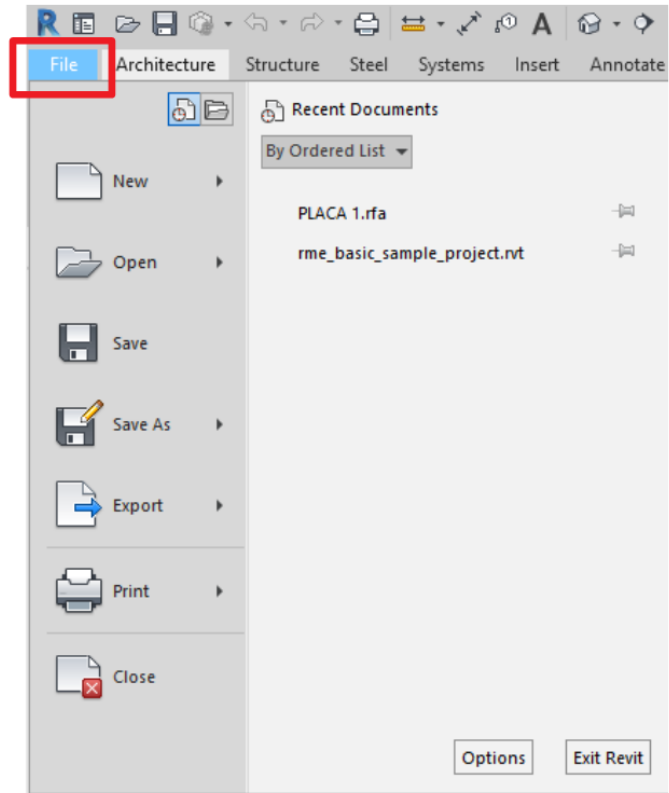 R
A
File Architecture Structure Steel Systems Insert Annotate
Recent Documents
By Ordered List
New
PLACA 1.rfa
rme_basic_sample_project.rvt
Open
Save
Save As
Export
Print
Close
Options Exit Revit